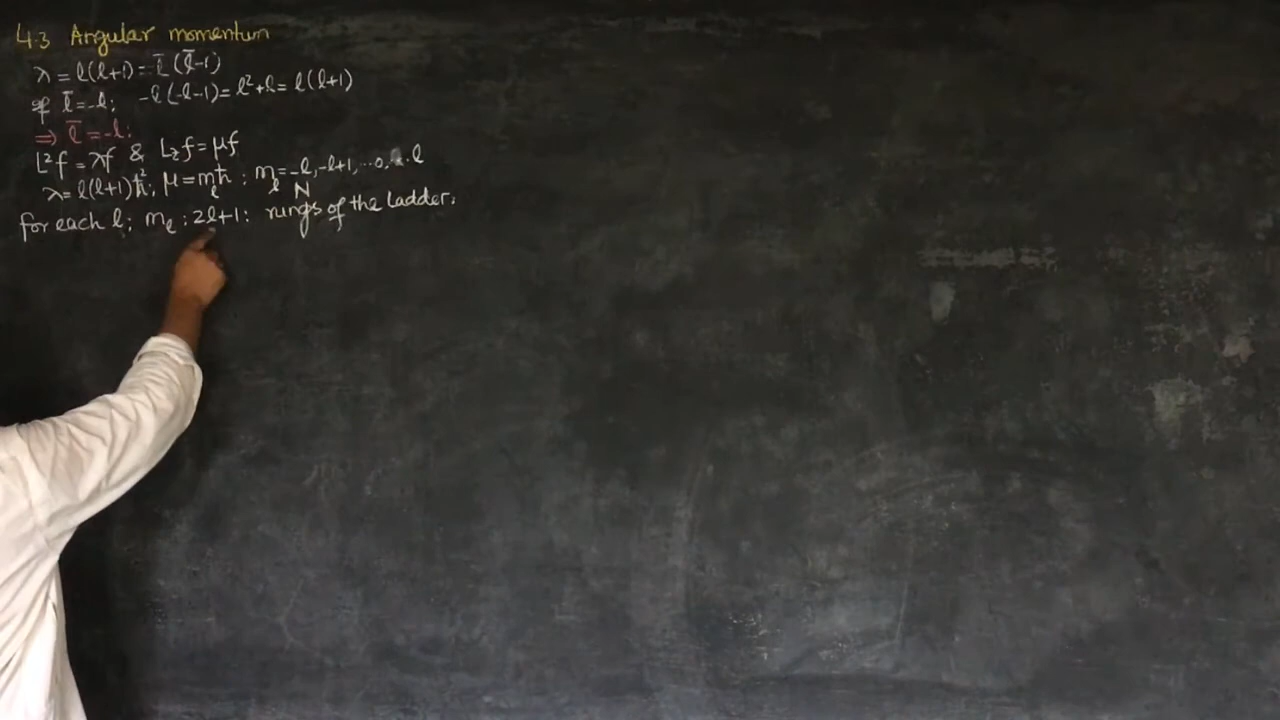 4.3 Angular momentum
λ = l(l+1) = l̅(l̅-1)
if l̅ = -l; -l(-l-1) = l²+l = l(l+1)
⇒ l̅ = -l;
L²f = λf & L_z f = μf
λ = l(l+1)ħ²; μ = m_l ħ ; m_l = -l, -l+1, ...0, ... l
N
for each l; m_l : 2l+1 : rungs of the ladder.